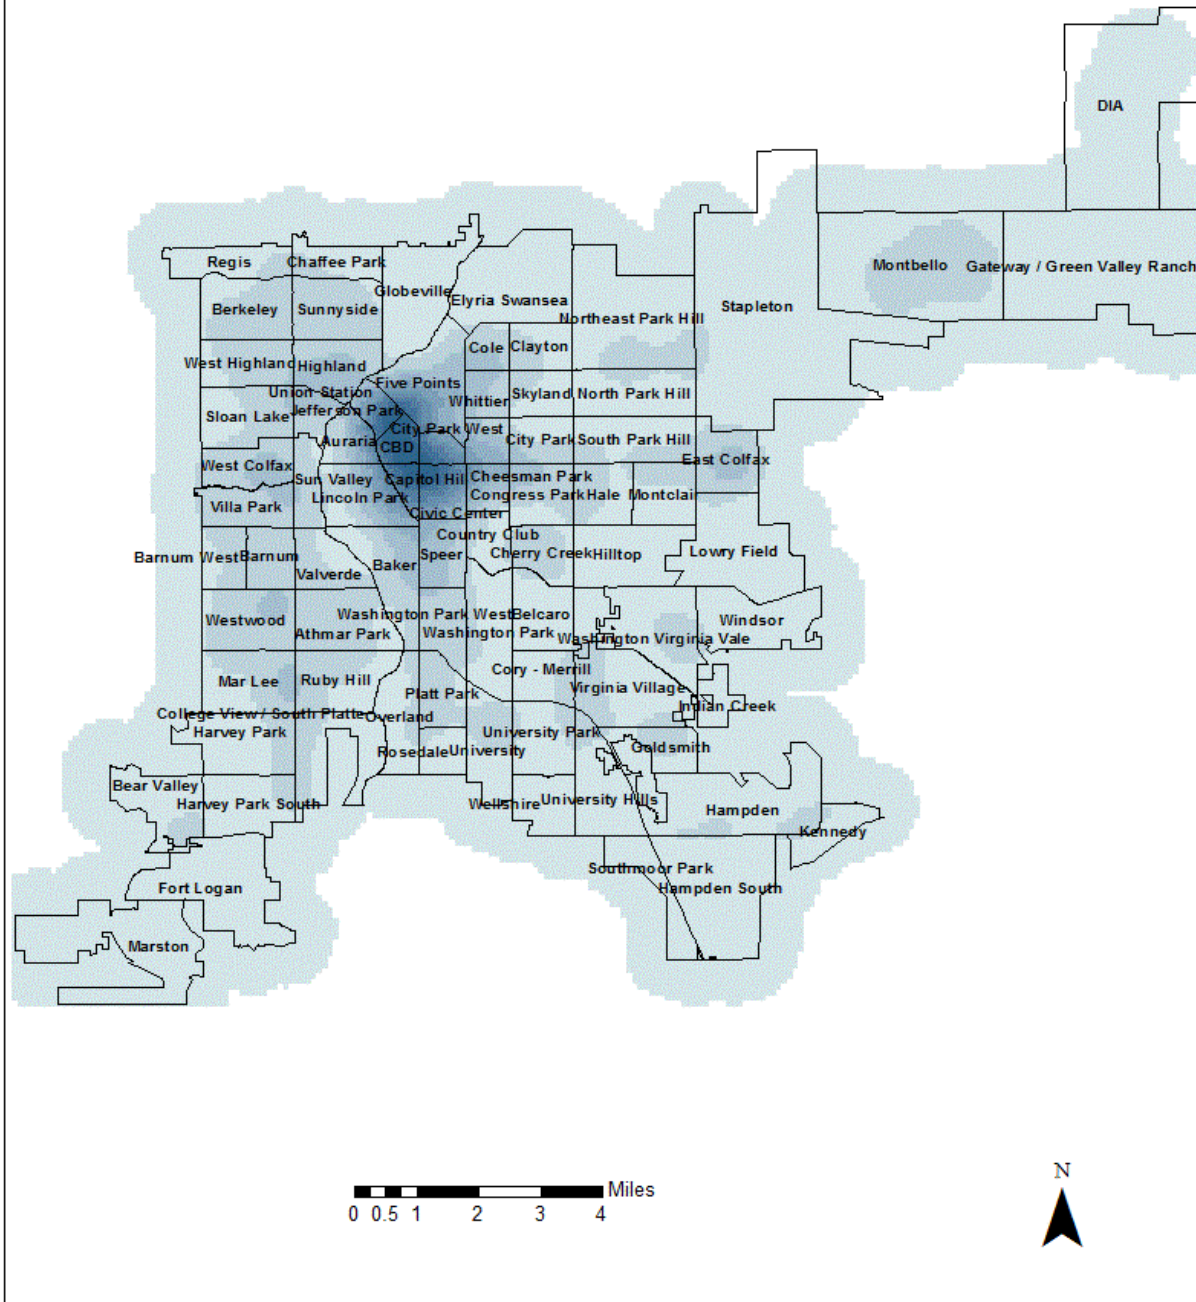 DIA
Regis
Chaffee Park
Montbello
Gateway / Green Valley Ranch
Globeville
Elyria Swansea
Berkeley
Sunnyside
Stapleton
Northeast Park Hill
Cole
Clayton
West Highland
Highland
Five Points
Union Station
Whittier
Skyland
North Park Hill
Sloan Lake
Jefferson Park
City Park West
Auraria
CBD
City Park
South Park Hill
East Colfax
West Colfax
Sun Valley
Capitol Hill
Cheesman Park
Lincoln Park
Congress Park
Hale
Montclair
Villa Park
Civic Center
Country Club
Barnum West
Barnum
Speer
Cherry Creek
Hilltop
Lowry Field
Baker
Valverde
Westwood
Washington Park West
Belcaro
Windsor
Athmar Park
Washington Park
Washington Virginia Vale
Cory - Merrill
Mar Lee
Ruby Hill
Platt Park
Virginia Village
Indian Creek
College View / South Platte
Overland
Harvey Park
University Park
Rosedale
University
Goldsmith
Bear Valley
Harvey Park South
Wellshire
University Hills
Hampden
Kennedy
Southmoor Park
Fort Logan
Hampden South
Marston
N
Miles
0 0.5 1 2 3 4